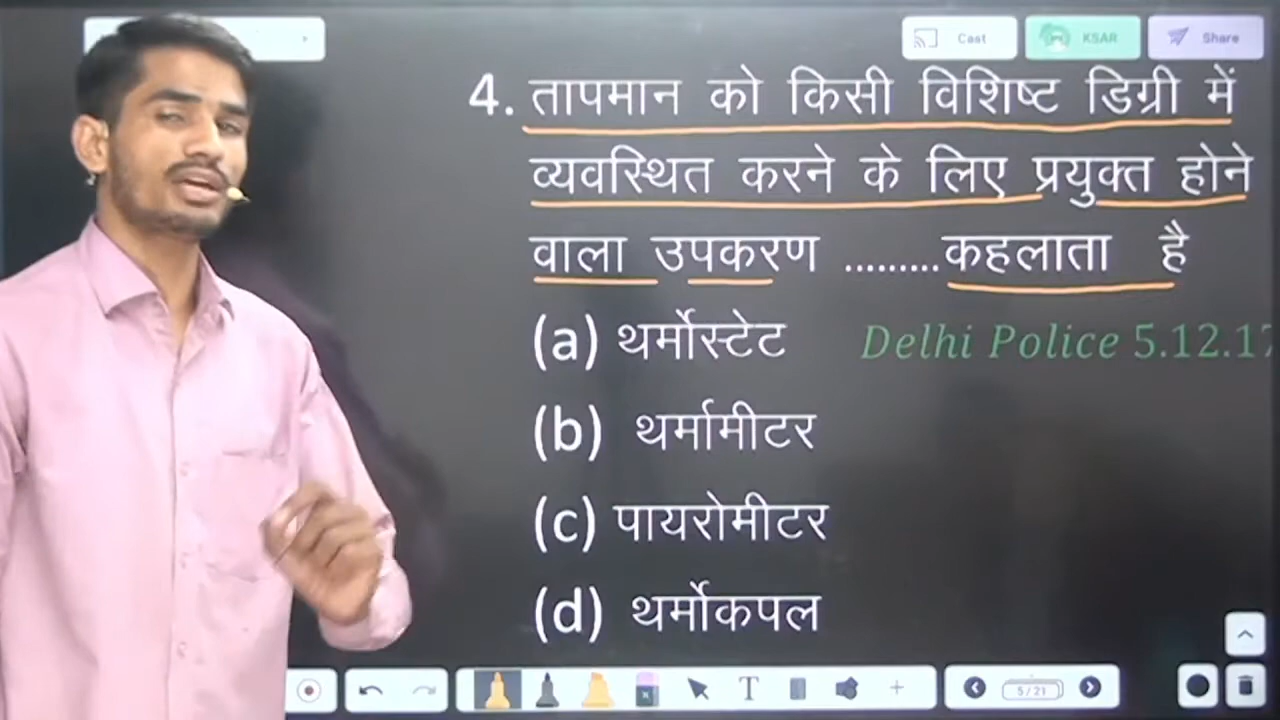 Cast
KSAR
Share
4. तापमान को किसी विशिष्ट डिग्री में
व्यवस्थित करने के लिए प्रयुक्त होने
वाला उपकरण .........कहलाता है
(a) थर्मोस्टेट
Delhi Police 5.12.17
(b) थर्मामीटर
(c) पायरोमीटर
(d) थर्मोकपल
T
5/21